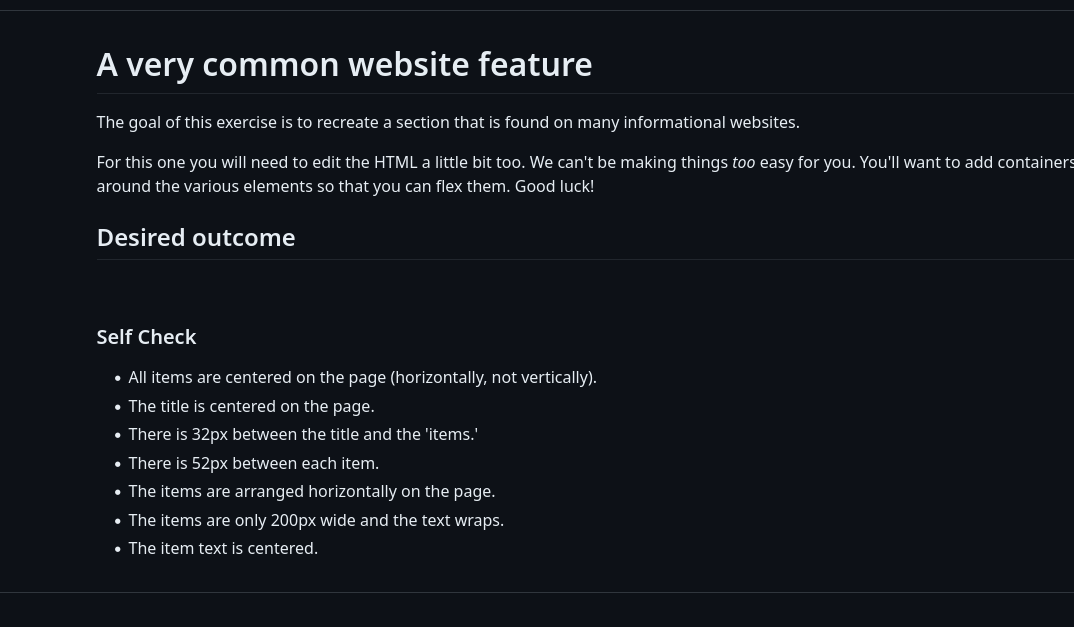 A very common website feature
The goal of this exercise is to recreate a section that is found on many informational websites.
For this one you will need to edit the HTML a little bit too. We can't be making things too easy for you. You'll want to add containers
around the various elements so that you can flex them. Good luck!
Desired outcome
Self Check
• All items are centered on the page (horizontally, not vertically).
• The title is centered on the page.
• There is 32px between the title and the 'items.'
• There is 52px between each item.
• The items are arranged horizontally on the page.
• The items are only 200px wide and the text wraps.
• The item text is centered.